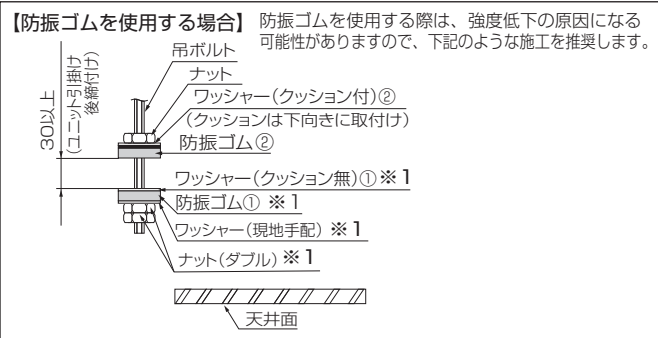 【防振ゴムを使用する場合】 防振ゴムを使用する際は、強度低下の原因になる
可能性がありますので、下記のような施工を推奨します。
吊ボルト
ナット
ワッシャー(クッション付)②
(クッションは下向きに取付け)
防振ゴム②
30以上
(ユニット引掛け
後締付け)
ワッシャー(クッション無)①※1
防振ゴム① ※1
ワッシャー(現地手配) ※1
ナット(ダブル) ※1
天井面